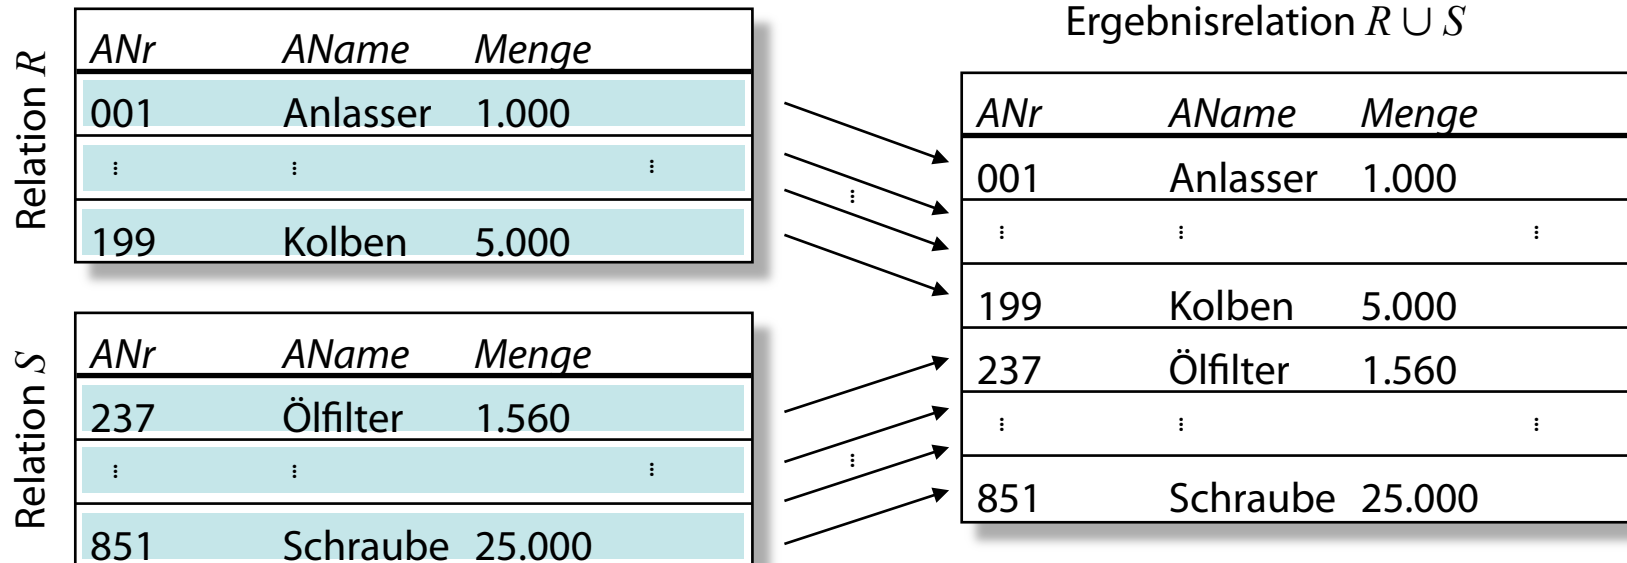 Relation R
ANr AName Menge
001 Anlasser 1.000
⋮ ⋮ ⋮
199 Kolben 5.000
Relation S
ANr AName Menge
237 Ölfilter 1.560
⋮ ⋮ ⋮
851 Schraube 25.000
⋮
⋮
Ergebnisrelation R ∪ S
ANr AName Menge
001 Anlasser 1.000
⋮ ⋮ ⋮
199 Kolben 5.000
237 Ölfilter 1.560
⋮ ⋮ ⋮
851 Schraube 25.000